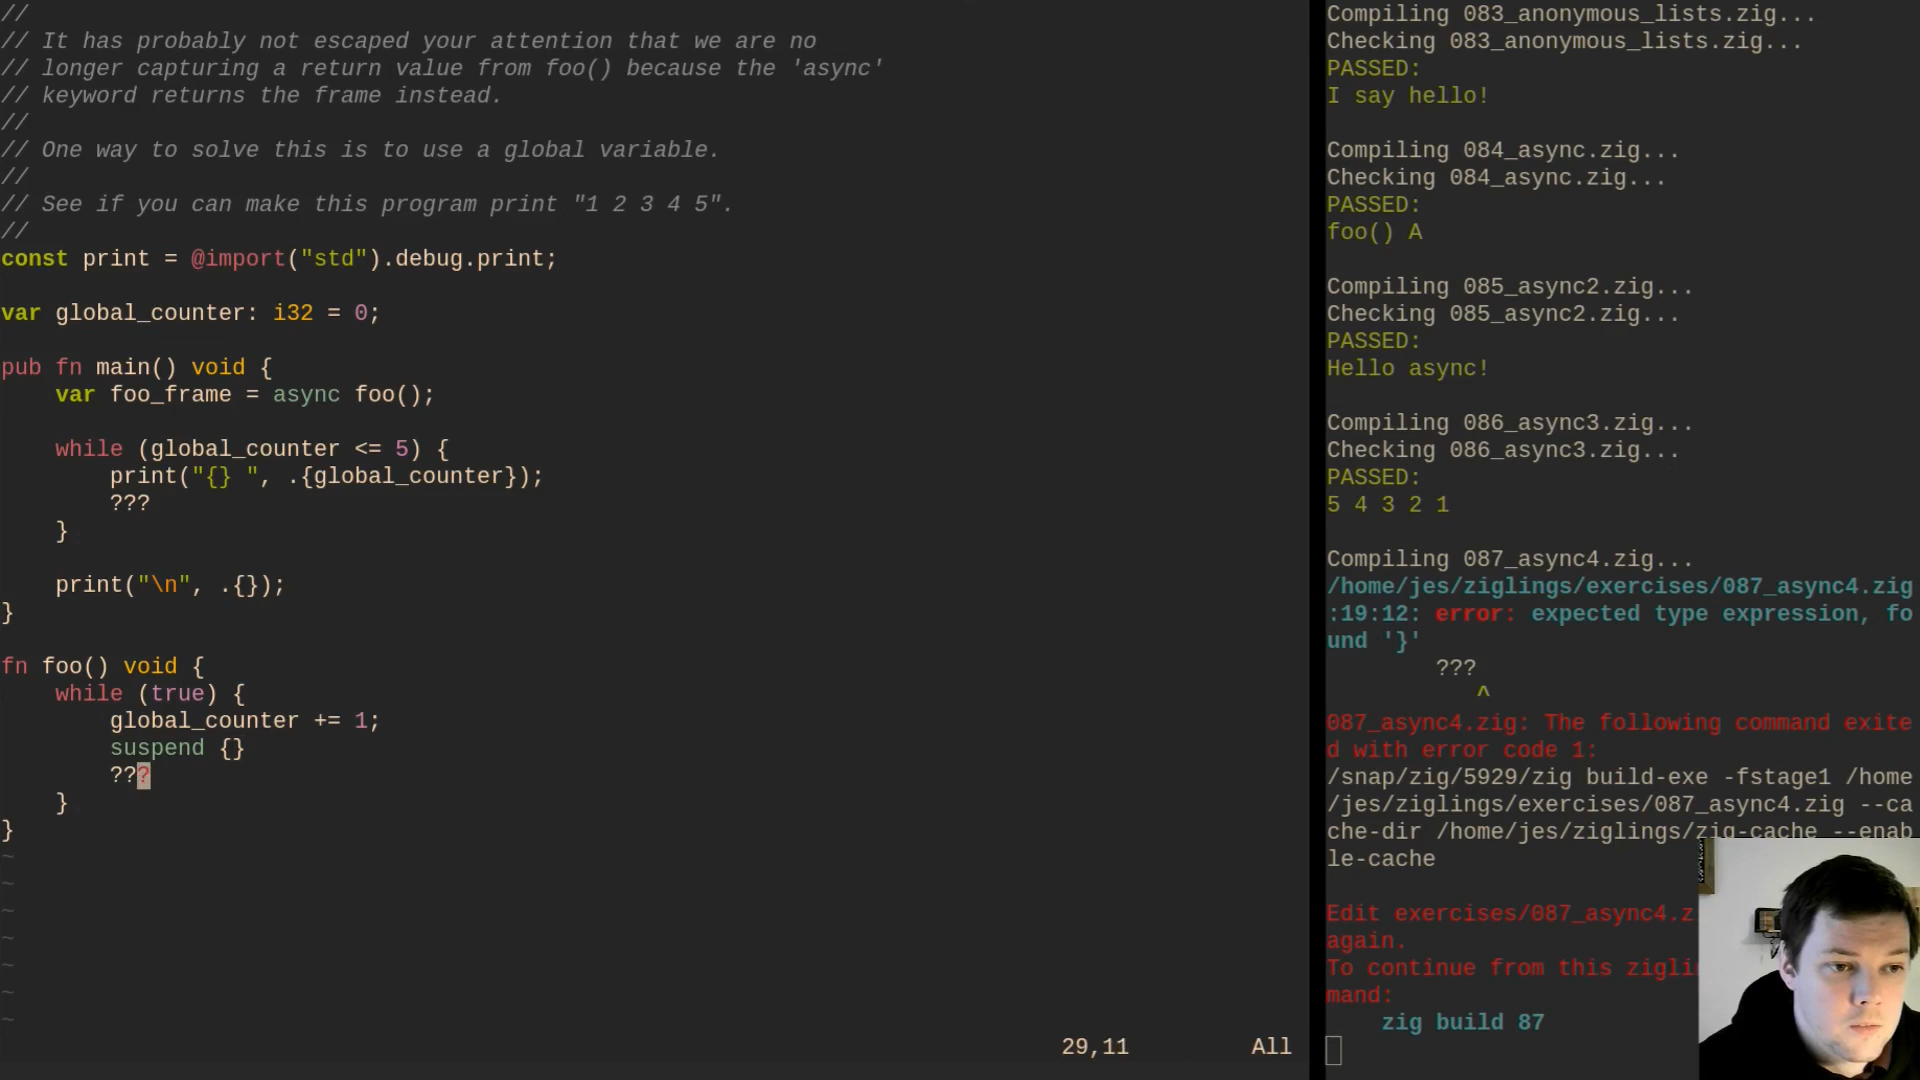 //
// It has probably not escaped your attention that we are no
// longer capturing a return value from foo() because the 'async'
// keyword returns the frame instead.
//
// One way to solve this is to use a global variable.
//
// See if you can make this program print "1 2 3 4 5".
//
const print = @import("std").debug.print;
var global_counter: i32 = 0;
pub fn main() void {
    var foo_frame = async foo();
    while (global_counter <= 5) {
        print("{} ", .{global_counter});
        ???
    }
    print("\n", .{});
}
fn foo() void {
    while (true) {
        global_counter += 1;
        suspend {}
        ???
    }
}
~
~
~
~
~
~
~
29,11 All
Compiling 083_anonymous_lists.zig...
Checking 083_anonymous_lists.zig...
PASSED:
I say hello!
Compiling 084_async.zig...
Checking 084_async.zig...
PASSED:
foo() A
Compiling 085_async2.zig...
Checking 085_async2.zig...
PASSED:
Hello async!
Compiling 086_async3.zig...
Checking 086_async3.zig...
PASSED:
5 4 3 2 1
Compiling 087_async4.zig...
/home/jes/ziglings/exercises/087_async4.zig
:19:12: error: expected type expression, fo
und '}'
        ???
           ^
087_async4.zig: The following command exite
d with error code 1:
/snap/zig/5929/zig build-exe -fstage1 /home
/jes/ziglings/exercises/087_async4.zig --ca
che-dir /home/jes/ziglings/zig-cache --enab
le-cache
Edit exercises/087_async4.z
again.
To continue from this zigli
mand:
    zig build 87